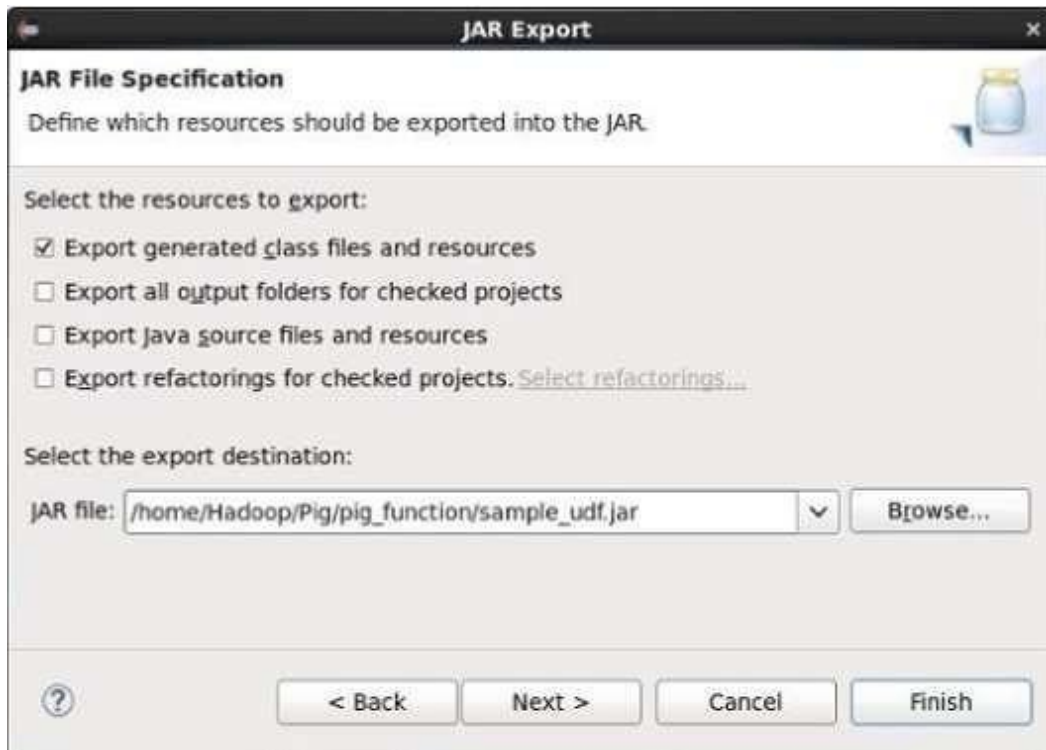 JAR Export
JAR File Specification
Define which resources should be exported into the JAR.
Select the resources to export:
Export generated class files and resources
Export all output folders for checked projects
Export Java source files and resources
Export refactorings for checked projects. Select refactorings...
Select the export destination:
JAR file: /home/Hadoop/Pig/pig_function/sample_udf.jar Browse...
? < Back Next > Cancel Finish